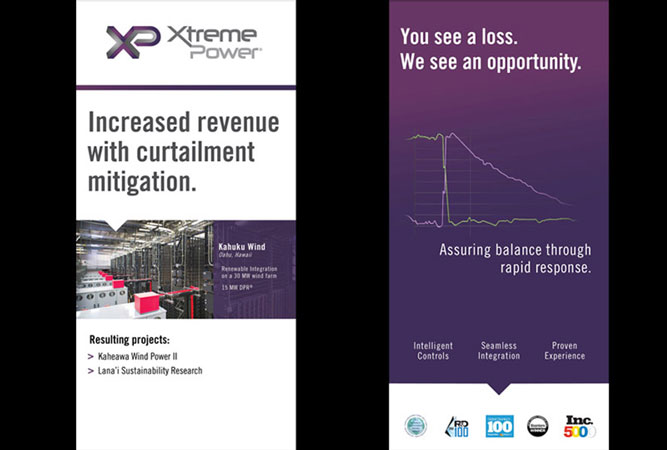 XP Xtreme
Power®
Increased revenue
with curtailment
mitigation.
Kahuku Wind
Oahu, Hawaii
Renewable Integration
on a 30 MW wind farm
15 MW DPR®
Resulting projects:
> Kaheawa Wind Power II
> Lana'i Sustainability Research
You see a loss.
We see an opportunity.
Assuring balance through
rapid response.
Intelligent
Controls
Seamless
Integration
Proven
Experience
R&D
100
100
Inc.
5000